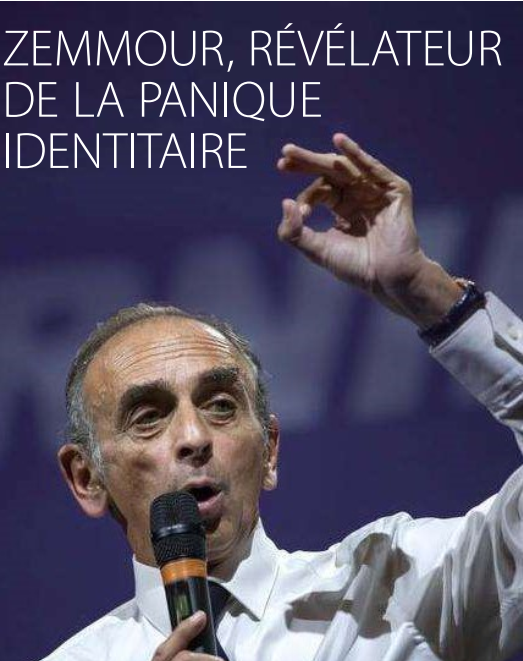 ZEMMOUR, RÉVÉLATEUR
DE LA PANIQUE
IDENTITAIRE